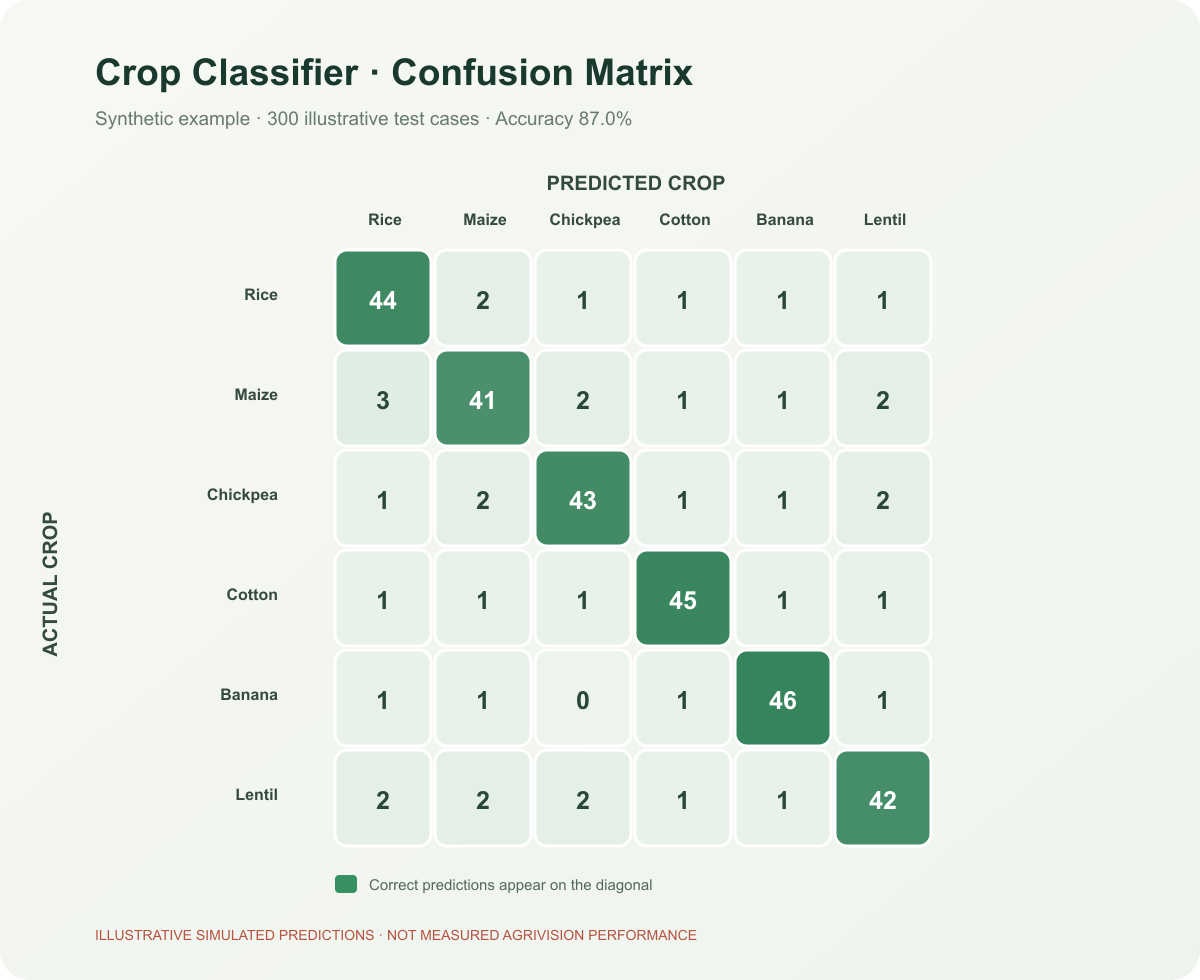 Crop Classifier · Confusion Matrix
Synthetic example · 300 illustrative test cases · Accuracy 87.0%
PREDICTED CROP
Rice Maize Chickpea Cotton Banana Lentil
Rice 44 2 1 1 1 1
Maize 3 41 2 1 1 2
Chickpea 1 2 43 1 1 2
ACTUAL CROP
Cotton 1 1 1 45 1 1
Banana 1 1 0 1 46 1
Lentil 2 2 2 1 1 42
Correct predictions appear on the diagonal
ILLUSTRATIVE SIMULATED PREDICTIONS · NOT MEASURED AGRIVISION PERFORMANCE